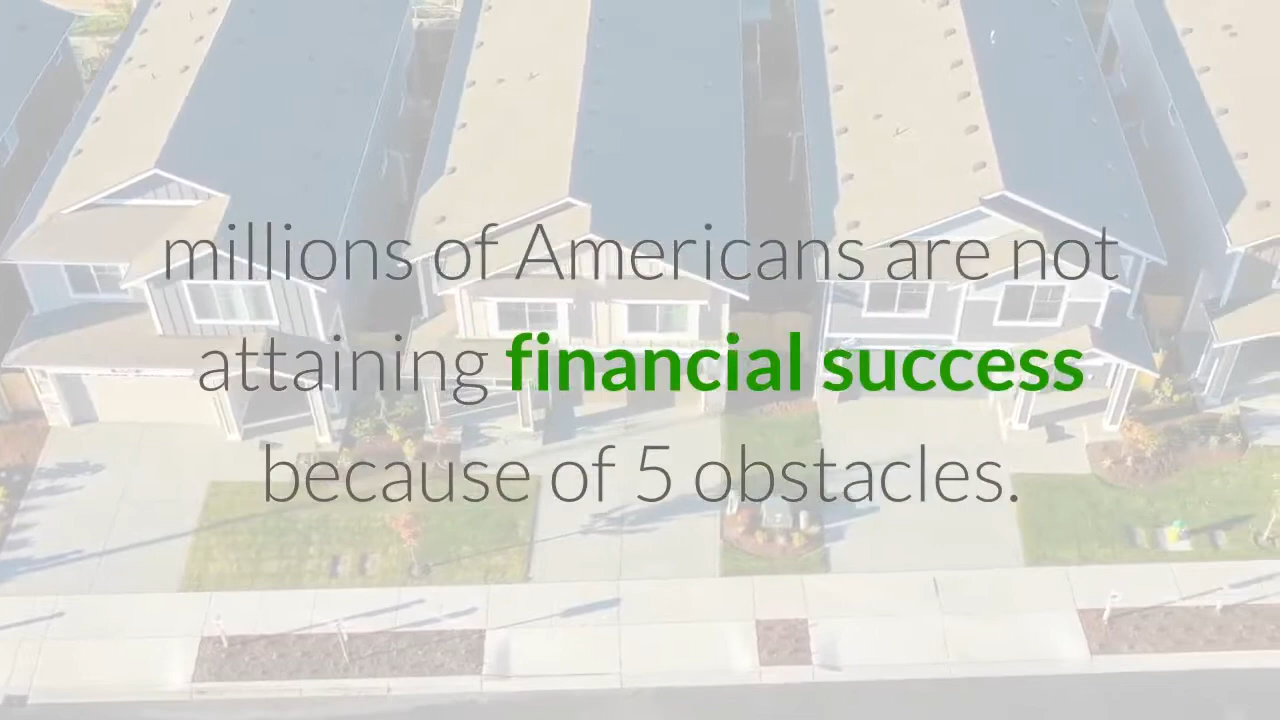 millions of Americans are not
attaining financial success
because of 5 obstacles.